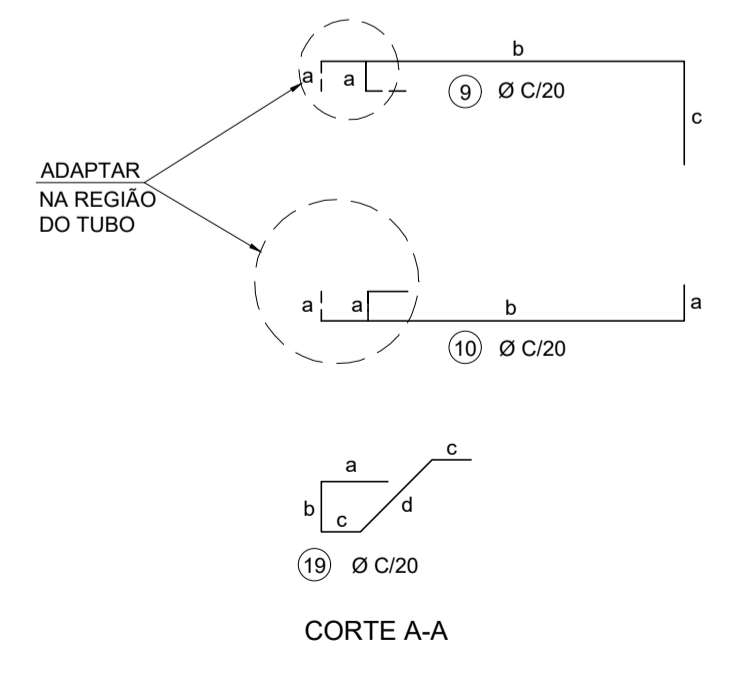 b
a
a
9 Ø C/20
c
ADAPTAR
NA REGIÃO
DO TUBO
a
a
b
a
10 Ø C/20
c
a
b
c
d
19 Ø C/20
CORTE A-A